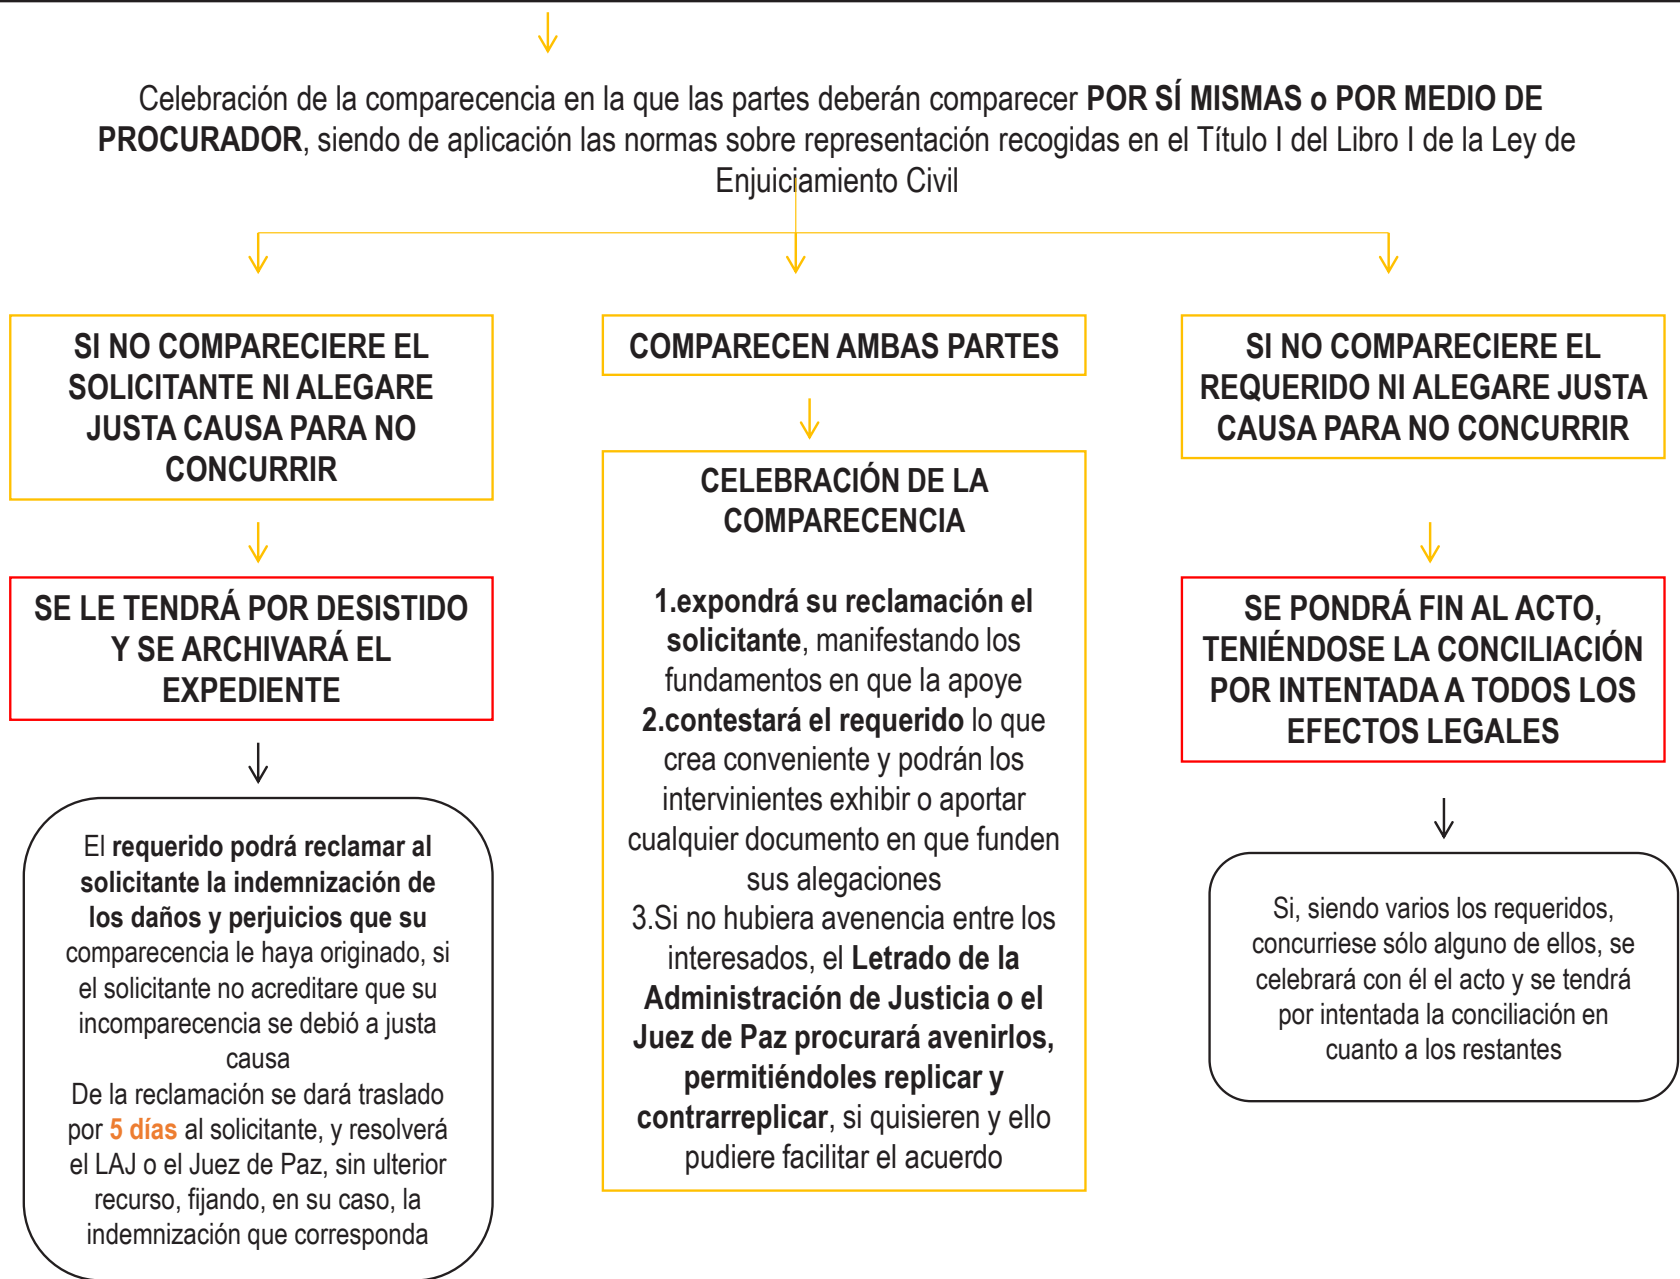 Celebración de la comparecencia en la que las partes deberán comparecer POR SÍ MISMAS o POR MEDIO DE
PROCURADOR, siendo de aplicación las normas sobre representación recogidas en el Título I del Libro I de la Ley de
Enjuiciamiento Civil
SI NO COMPARECIERE EL
SOLICITANTE NI ALEGARE
JUSTA CAUSA PARA NO
CONCURRIR
SE LE TENDRÁ POR DESISTIDO
Y SE ARCHIVARÁ EL
EXPEDIENTE
El requerido podrá reclamar al
solicitante la indemnización de
los daños y perjuicios que su
comparecencia le haya originado, si
el solicitante no acreditare que su
incomparecencia se debió a justa
causa
De la reclamación se dará traslado
por 5 días al solicitante, y resolverá
el LAJ o el Juez de Paz, sin ulterior
recurso, fijando, en su caso, la
indemnización que corresponda
COMPARECEN AMBAS PARTES
CELEBRACIÓN DE LA
COMPARECENCIA
1.expondrá su reclamación el
solicitante, manifestando los
fundamentos en que la apoye
2.contestará el requerido lo que
crea conveniente y podrán los
intervinientes exhibir o aportar
cualquier documento en que funden
sus alegaciones
3.Si no hubiera avenencia entre los
interesados, el Letrado de la
Administración de Justicia o el
Juez de Paz procurará avenirlos,
permitiéndoles replicar y
contrarreplicar, si quisieren y ello
pudiere facilitar el acuerdo
SI NO COMPARECIERE EL
REQUERIDO NI ALEGARE JUSTA
CAUSA PARA NO CONCURRIR
SE PONDRÁ FIN AL ACTO,
TENIÉNDOSE LA CONCILIACIÓN
POR INTENTADA A TODOS LOS
EFECTOS LEGALES
Si, siendo varios los requeridos,
concurriese sólo alguno de ellos, se
celebrará con él el acto y se tendrá
por intentada la conciliación en
cuanto a los restantes